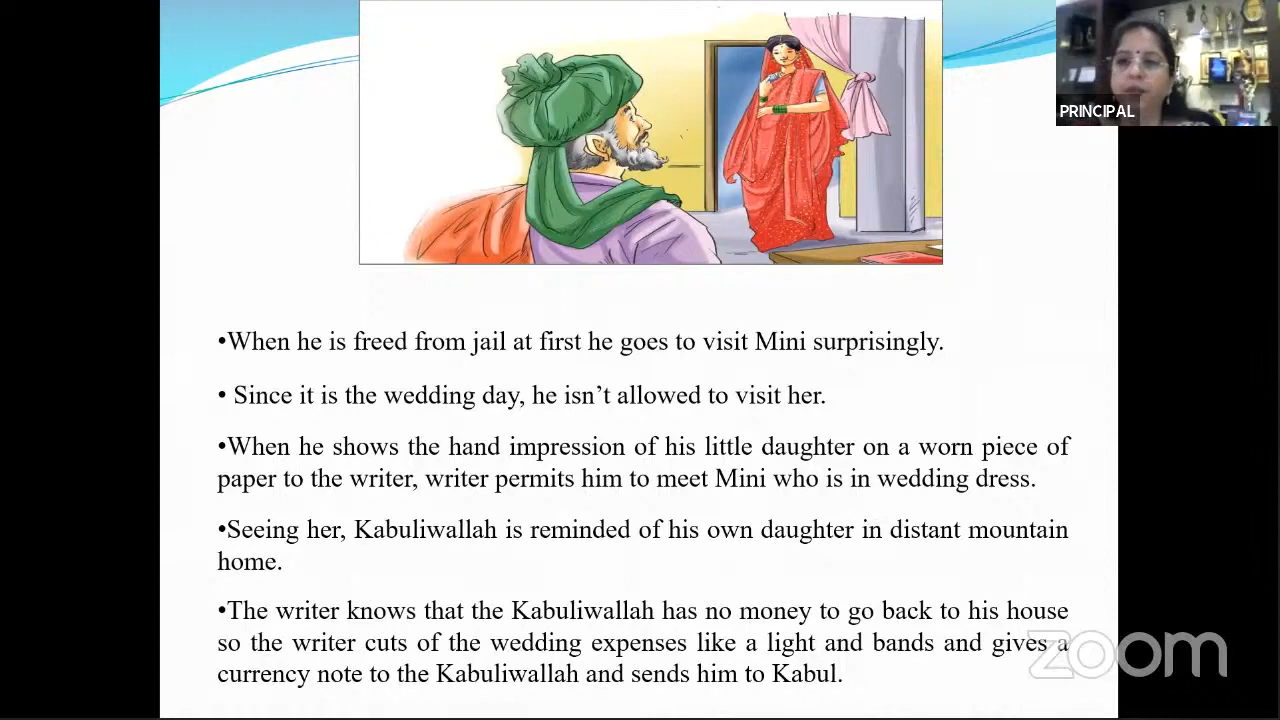 PRINCIPAL
•When he is freed from jail at first he goes to visit Mini surprisingly.
• Since it is the wedding day, he isn’t allowed to visit her.
•When he shows the hand impression of his little daughter on a worn piece of
paper to the writer, writer permits him to meet Mini who is in wedding dress.
•Seeing her, Kabuliwallah is reminded of his own daughter in distant mountain
home.
•The writer knows that the Kabuliwallah has no money to go back to his house
so the writer cuts of the wedding expenses like a light and bands and gives a
currency note to the Kabuliwallah and sends him to Kabul.
zoom